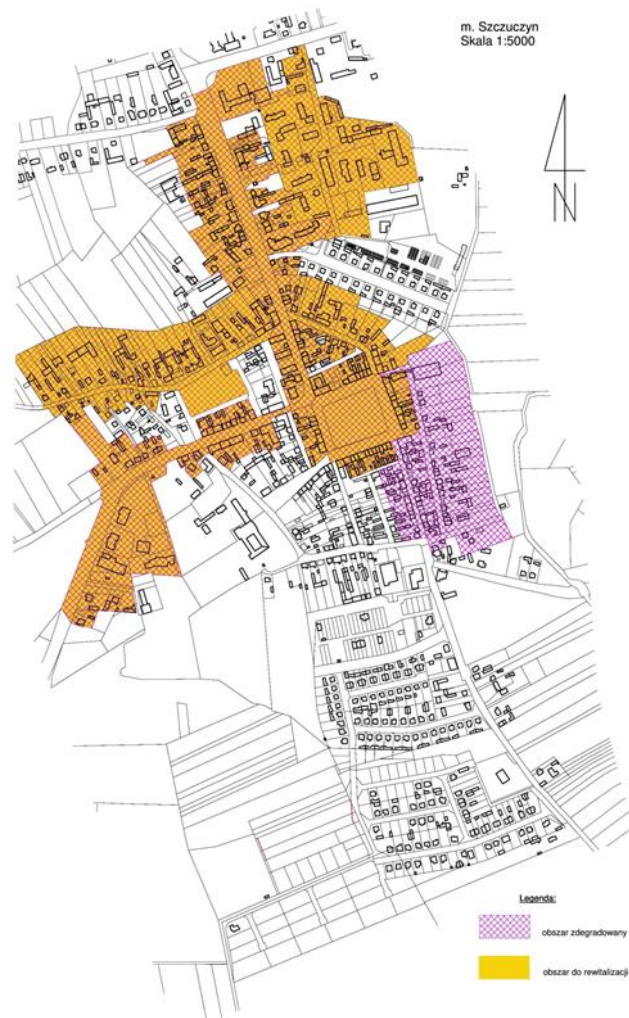 m. Szczuczyn
Skala 1:5000
N
Legenda:
obszar zdegradowany
obszar do rewitalizacji